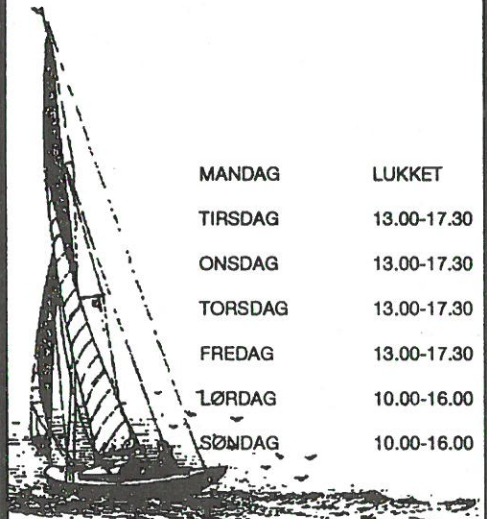 MANDAG LUKKET
TIRSDAG 13.00-17.30
ONSDAG 13.00-17.30
TORSDAG 13.00-17.30
FREDAG 13.00-17.30
LØRDAG 10.00-16.00
SØNDAG 10.00-16.00